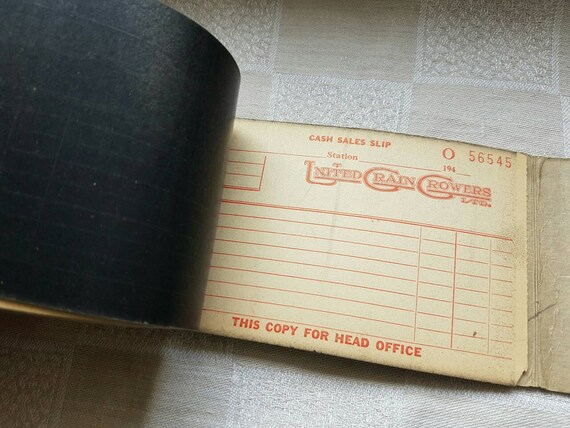 CASH SALES SLIP
O 56545
Station 194
UNITED GRAIN GROWERS
LTD.
THIS COPY FOR HEAD OFFICE